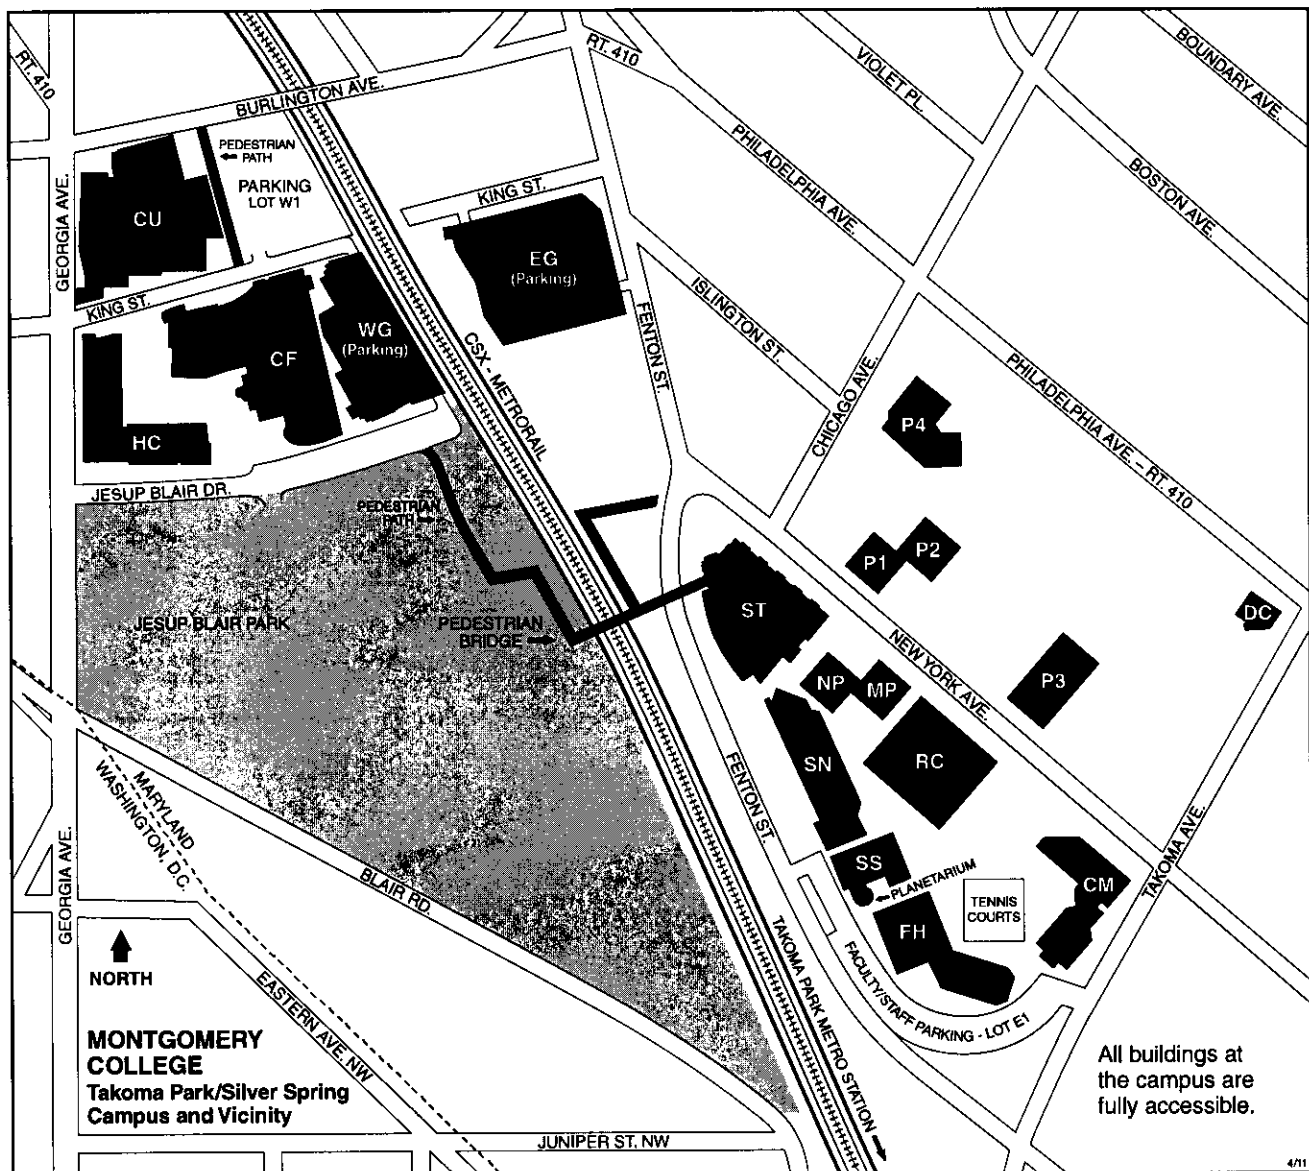 RT. 410
BURLINGTON AVE.
RT. 410
VIOLET PL.
BOUNDARY AVE.
PEDESTRIAN
PATH
PHILADELPHIA AVE.
BOSTON AVE.
GEORGIA AVE.
CU
PARKING
LOT W1
KING ST.
EG
(Parking)
ISLINGTON ST.
KING ST.
CF
WG
(Parking)
CSX - METRORAIL
FENTON ST.
CHICAGO AVE.
PHILADELPHIA AVE. - RT. 410
HC
P4
JESUP BLAIR DR.
PEDESTRIAN
PATH
P1
P2
ST
DC
JESUP BLAIR PARK
PEDESTRIAN
BRIDGE
NEW YORK AVE.
NP
MP
P3
SN
RC
FENTON ST.
MARYLAND
WASHINGTON, D.C.
GEORGIA AVE.
BLAIR RD.
SS
PLANETARIUM
TENNIS
COURTS
CM
TAKOMA AVE.
FH
TAKOMA PARK METRO STATION
FACULTY/STAFF PARKING - LOT E1
NORTH
EASTERN AVE. NW
MONTGOMERY
COLLEGE
Takoma Park/Silver Spring
Campus and Vicinity
JUNIPER ST. NW
All buildings at
the campus are
fully accessible.
4/11